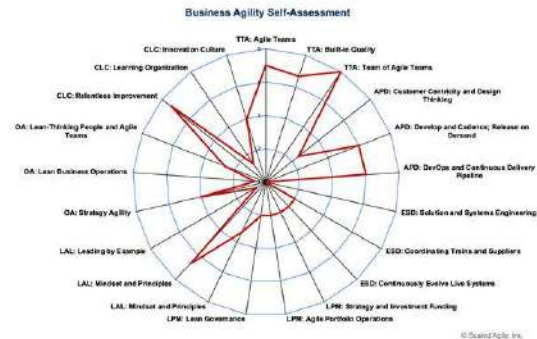 Business Agility Self-Assessment
TTA: Agile Teams
TTA: Built-in Quality
TTA: Team of Agile Teams
APD: Customer Centricity and Design
Thinking
APD: Develop and Cadence; Release on
Demand
APD: DevOps and Continuous Delivery
Pipeline
ESD: Solution and Systems Engineering
ESD: Coordinating Trains and Suppliers
ESD: Continuously Evolve Live Systems
LPM: Strategy and Investment Funding
LPM: Agile Portfolio Operations
LPM: Lean Governance
LAL: Mindset and Principles
LAL: Mindset and Principles
LAL: Leading by Example
OA: Strategy Agility
OA: Lean Business Operations
OA: Lean-Thinking People and Agile
Teams
CLC: Relentless Improvement
CLC: Learning Organization
CLC: Innovation Culture
© Scaled Agile, Inc.